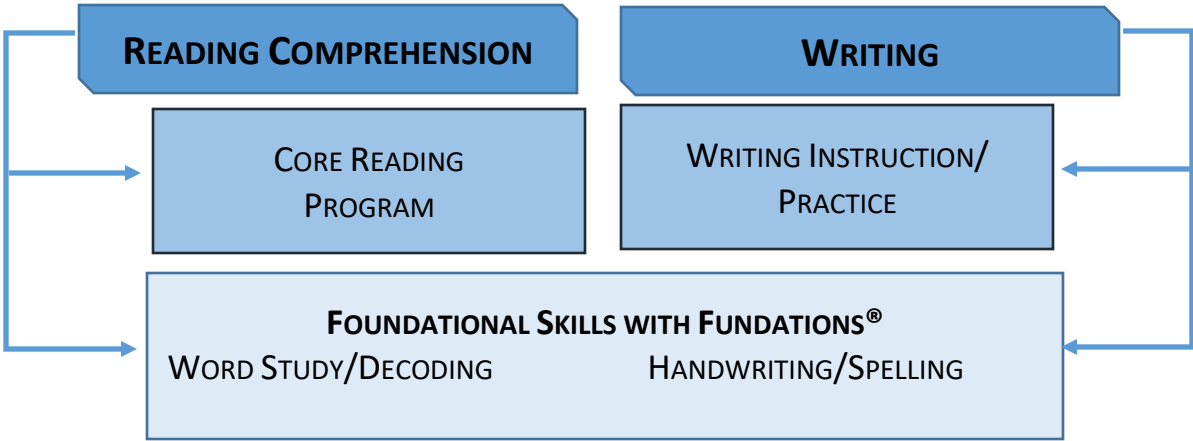 READING COMPREHENSION
WRITING
CORE READING
PROGRAM
WRITING INSTRUCTION/
PRACTICE
FOUNDATIONAL SKILLS WITH FUNDATIONS®
WORD STUDY/DECODING HANDWRITING/SPELLING